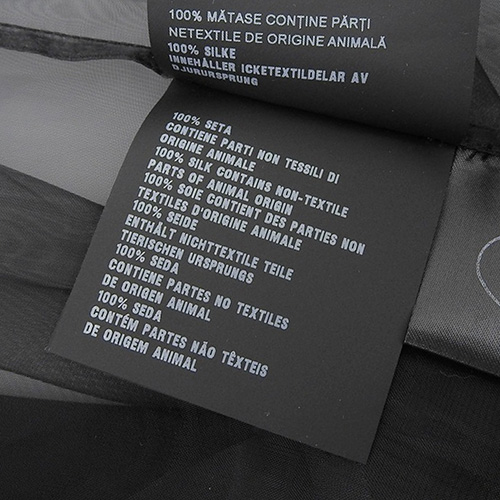 100% MĂTASE CONȚINE PĂRȚI
NETEXTILE DE ORIGINE ANIMALĂ
100% SILKE
INNEHÅLLER ICKETEXTILDELAR AV
DJURURSPRUNG
100% SETA
CONTIENE PARTI NON TESSILI DI
ORIGINE ANIMALE
100% SILK CONTAINS NON-TEXTILE
PARTS OF ANIMAL ORIGIN
100% SOIE CONTIENT DES PARTIES NON
TEXTILES D'ORIGINE ANIMALE
100% SEIDE
ENTHÄLT NICHTTEXTILE TEILE
TIERISCHEN URSPRUNGS
100% SEDA
CONTIENE PARTES NO TEXTILES
DE ORIGEN ANIMAL
100% SEDA
CONTÉM PARTES NÃO TÊXTEIS
DE ORIGEM ANIMAL